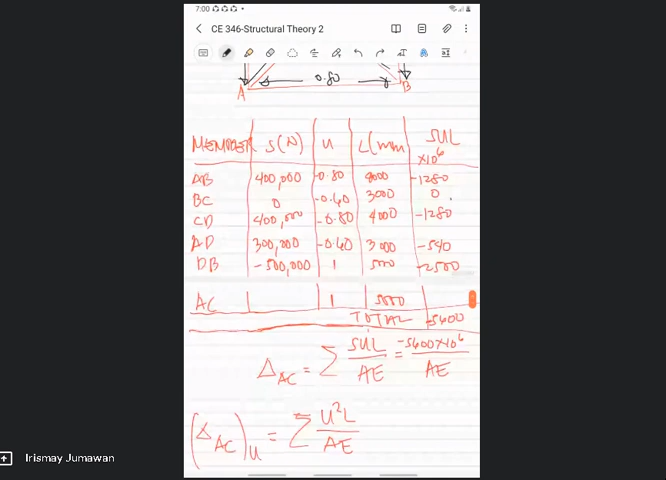 7:00
CE 346-Structural Theory 2
A 0.80 B
MEMBER S(N) U L(mm SUL ×10⁶
AB 400,000 -0.80 4000 -1280
BC 0 -0.60 3000 0
CD 400,000 -0.80 4000 -1280
AD 300,000 -0.60 3000 -540
DB -500,000 1 5000 -2500
AC 1 5000
TOTAL -5600
Δ_AC = Σ SUL/AE = -5600×10⁶/AE
(Δ_AC)_U = Σ U²L/AE
Irismay Jumawan